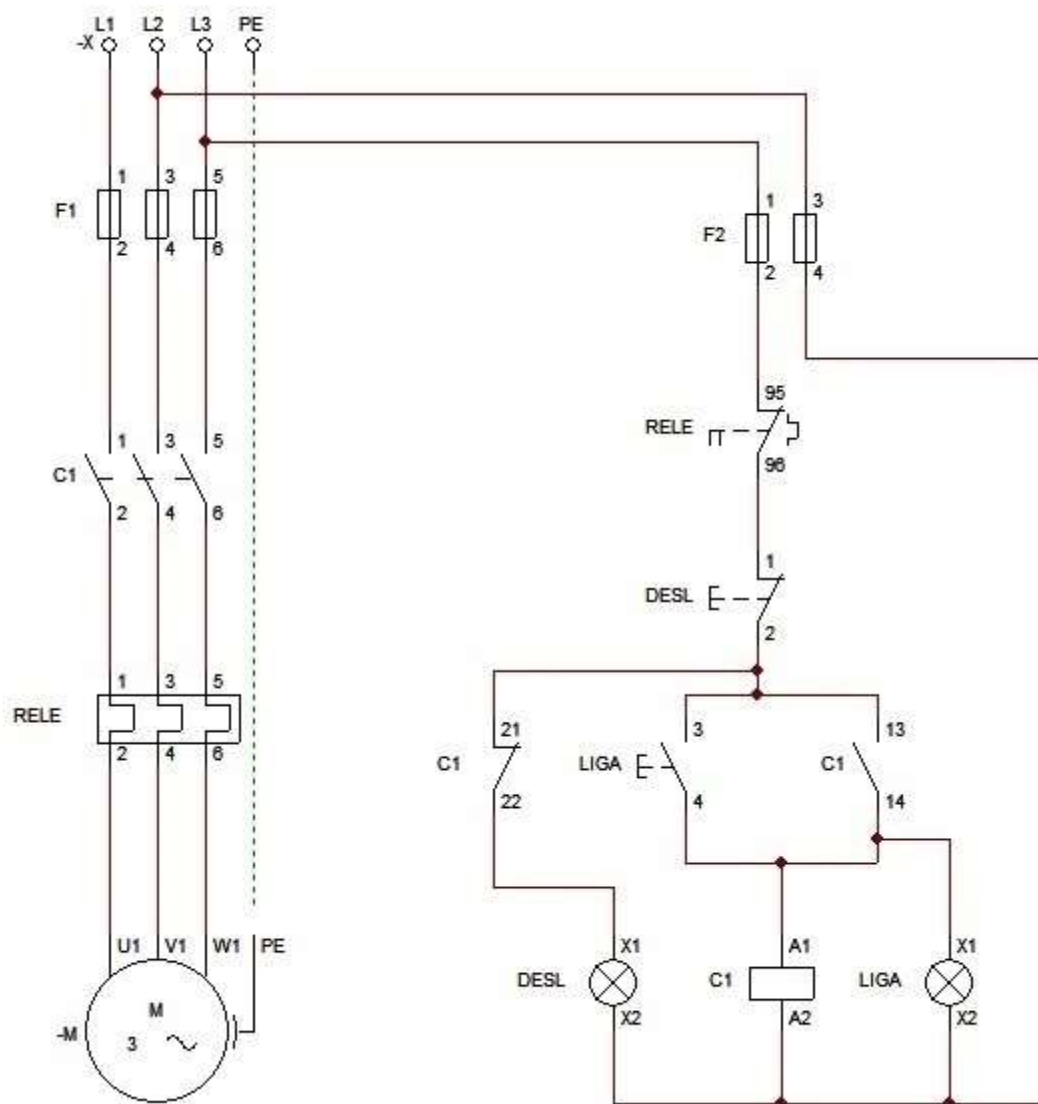 L1 L2 L3 PE
-X
1 3 5
F1
2 4 6
1 3
F2
2 4
95
RELE
96
1 3 5
C1
2 4 6
1
DESL
2
1 3 5
RELE
2 4 6
21 3 13
C1 LIGA C1
22 4 14
U1 V1 W1 PE
X1 A1 X1
DESL C1 LIGA
X2 A2 X2
M
-M
3